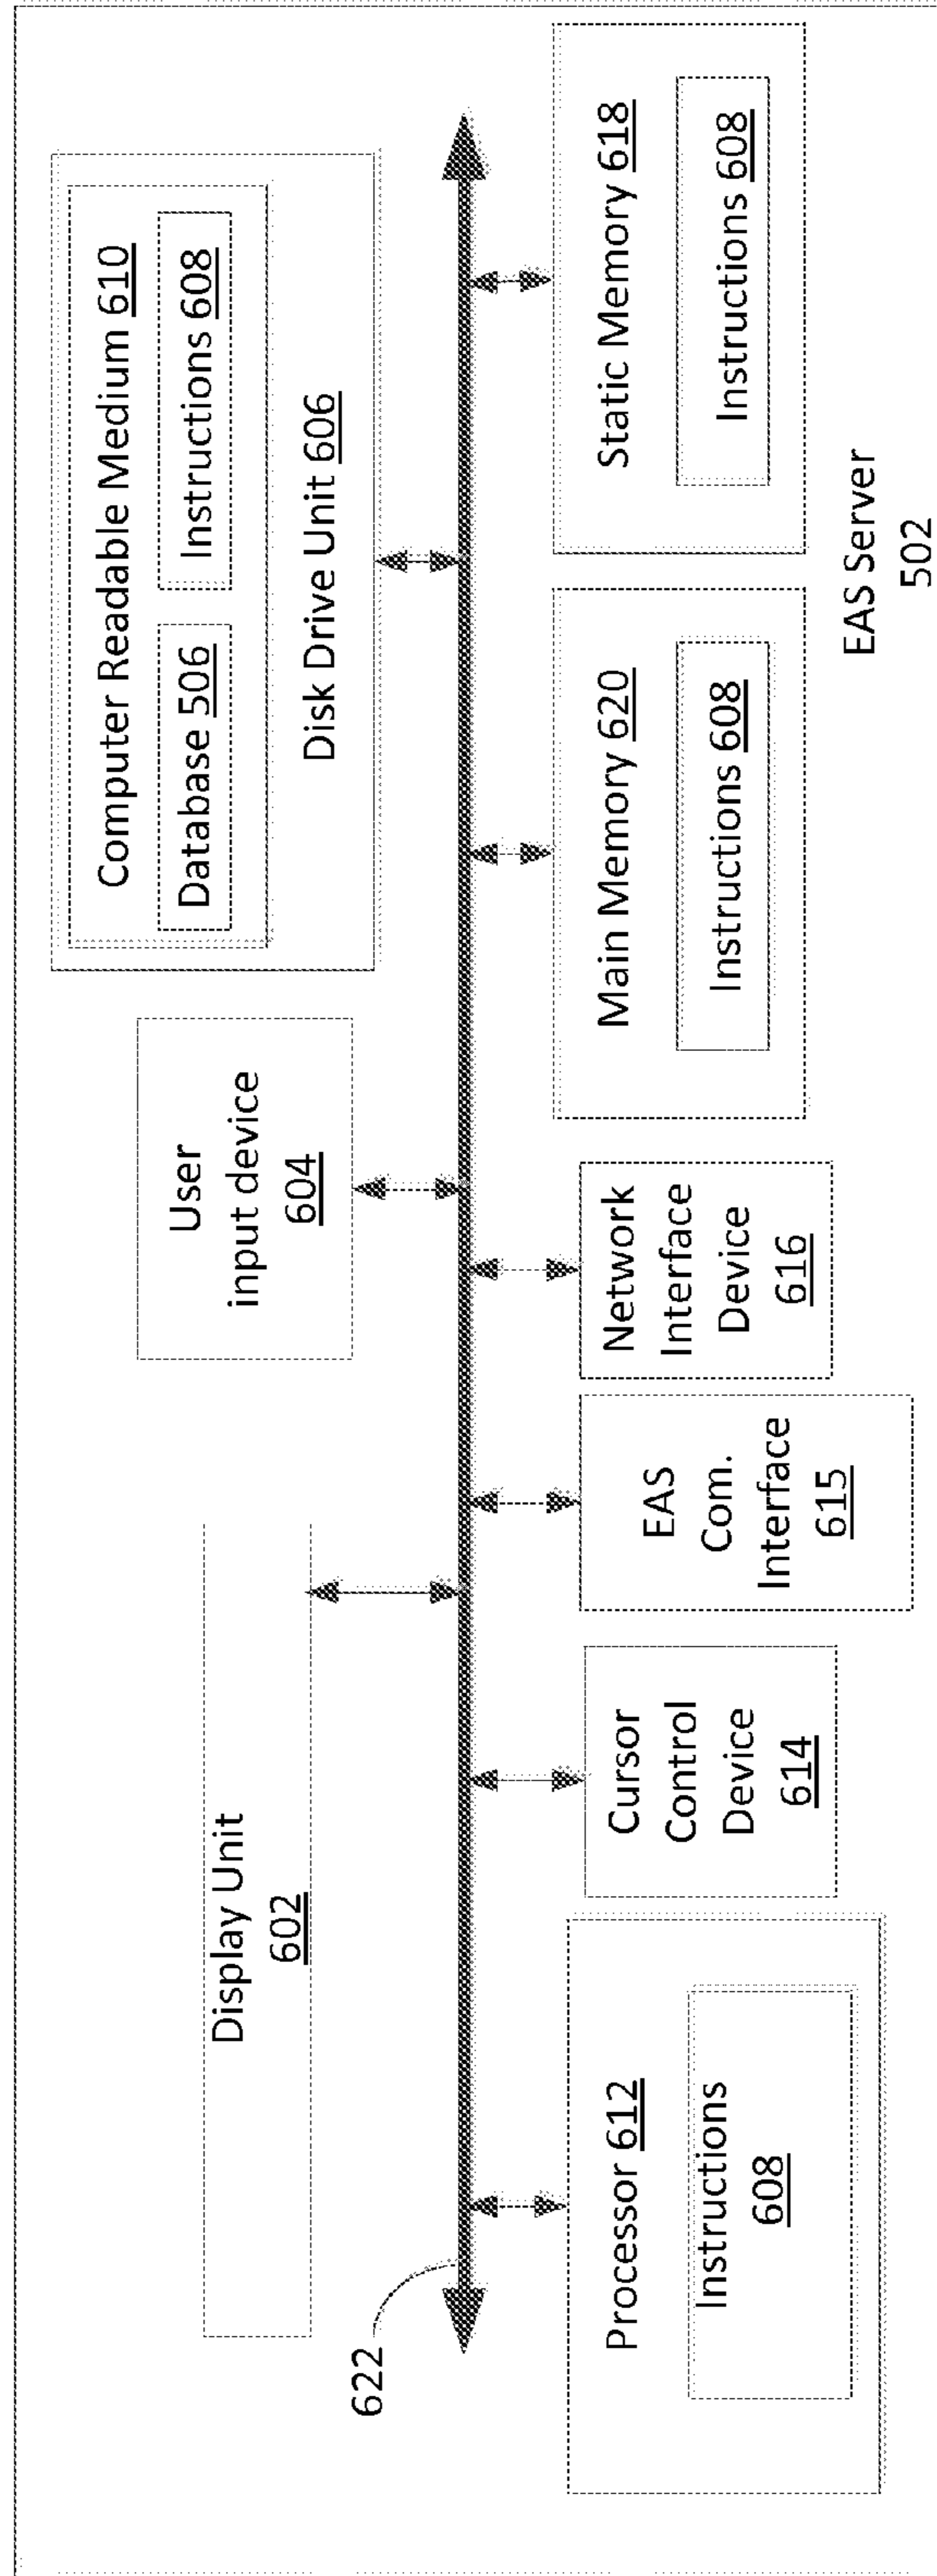 Display Unit
602
User
input device
604
Computer Readable Medium 610
Database 506
Instructions 608
Disk Drive Unit 606
622
Processor 612
Instructions
608
Cursor
Control
Device
614
EAS
Com.
Interface
615
Network
Interface
Device
616
Main Memory 620
Instructions 608
Static Memory 618
Instructions 608
EAS Server
502